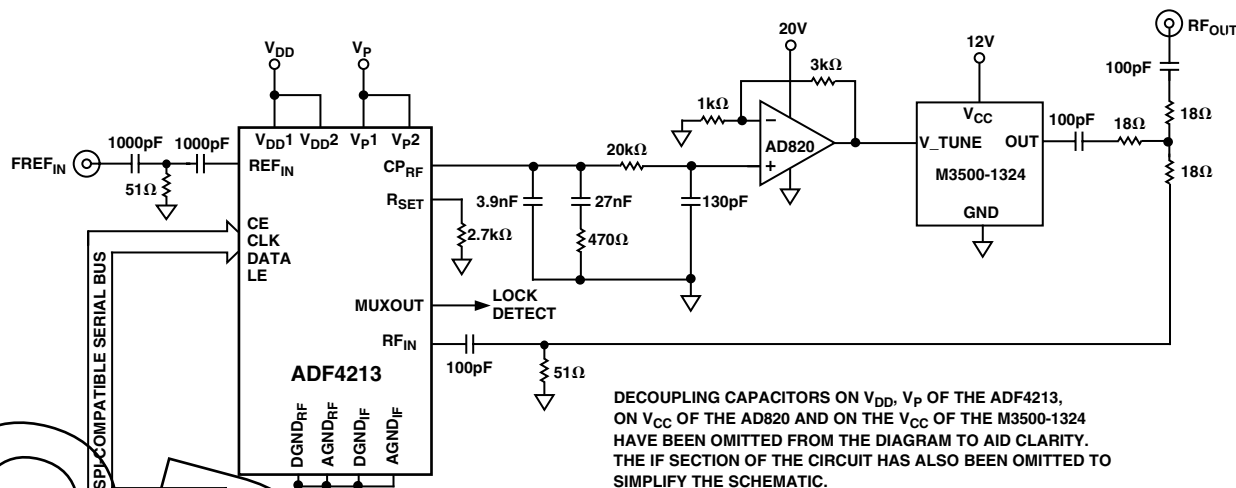 RF_OUT
20V
12V
V_DD
V_P
3kΩ
100pF
1kΩ
18Ω
1000pF
1000pF
V_DD1 V_DD2 V_P1 V_P2
AD820
V_CC
100pF
18Ω
FREF_IN
REF_IN
CP_RF
20kΩ
V_TUNE
OUT
M3500-1324
18Ω
51Ω
R_SET
3.9nF
27nF
130pF
GND
CE
CLK
DATA
LE
2.7kΩ
470Ω
SPI COMPATIBLE SERIAL BUS
MUXOUT
LOCK
DETECT
RF_IN
100pF
51Ω
ADF4213
DGND_RF
AGND_RF
DGND_IF
AGND_IF
DECOUPLING CAPACITORS ON V_DD, V_P OF THE ADF4213,
ON V_CC OF THE AD820 AND ON THE V_CC OF THE M3500-1324
HAVE BEEN OMITTED FROM THE DIAGRAM TO AID CLARITY.
THE IF SECTION OF THE CIRCUIT HAS ALSO BEEN OMITTED TO
SIMPLIFY THE SCHEMATIC.